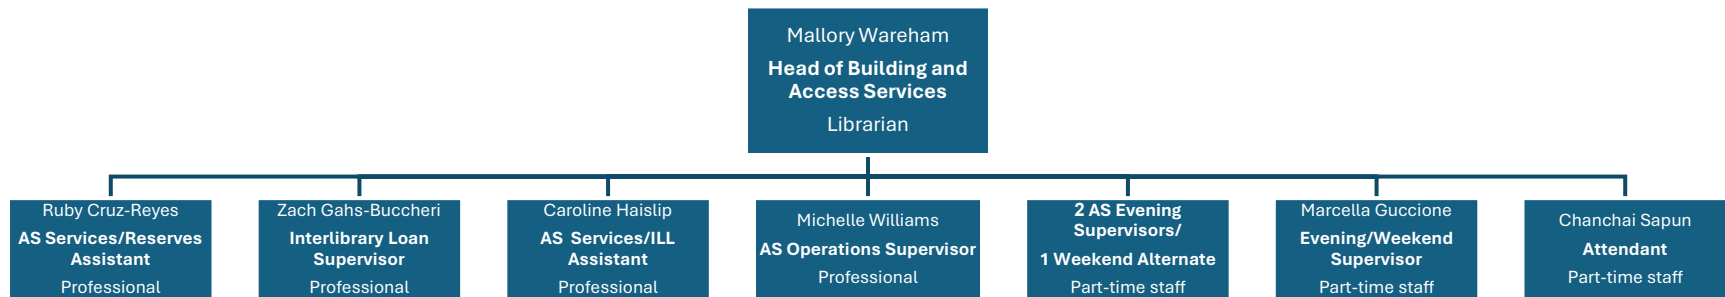 Mallory Wareham
Head of Building and
Access Services
Librarian
Ruby Cruz-Reyes
AS Services/Reserves
Assistant
Professional
Zach Gahs-Buccheri
Interlibrary Loan
Supervisor
Professional
Caroline Haislip
AS Services/ILL
Assistant
Professional
Michelle Williams
AS Operations Supervisor
Professional
2 AS Evening
Supervisors/
1 Weekend Alternate
Part-time staff
Marcella Guccione
Evening/Weekend
Supervisor
Part-time staff
Chanchai Sapun
Attendant
Part-time staff